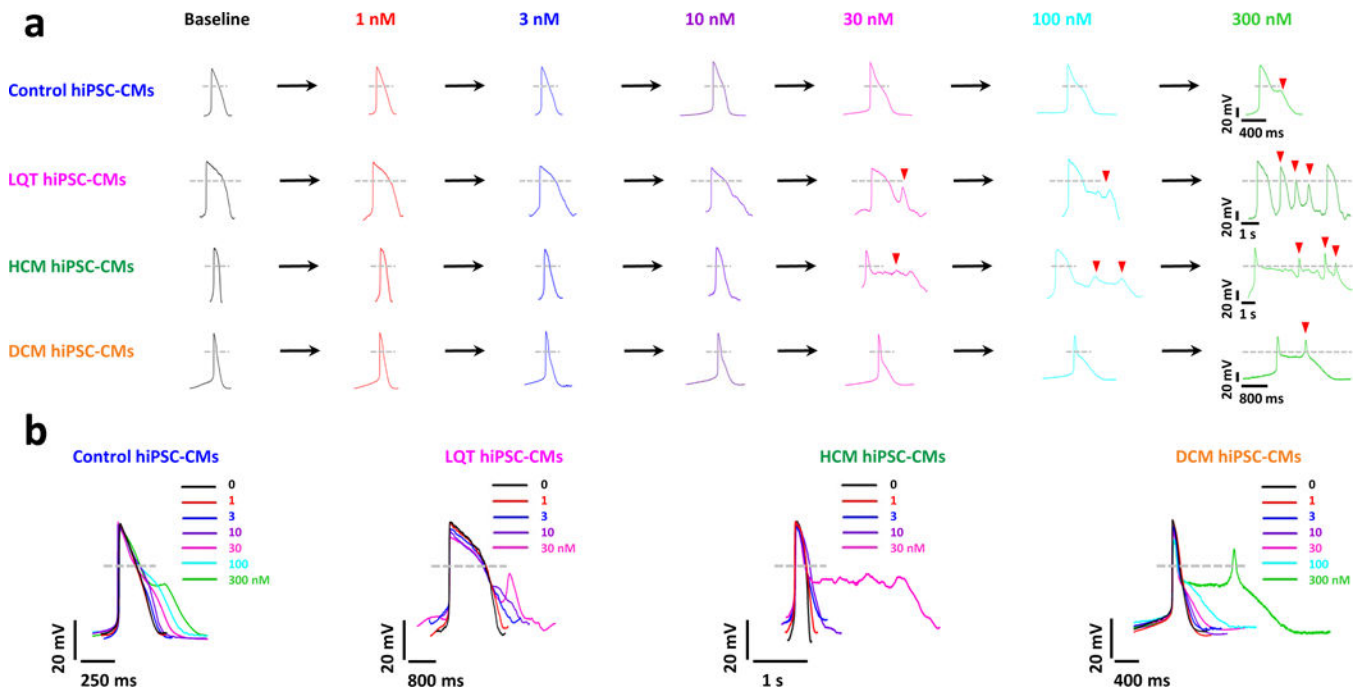 a
Baseline 1 nM 3 nM 10 nM 30 nM 100 nM 300 nM
Control hiPSC-CMs
20 mV
400 ms
LQT hiPSC-CMs
20 mV
1 s
HCM hiPSC-CMs
20 mV
1 s
DCM hiPSC-CMs
20 mV
800 ms
b
Control hiPSC-CMs
0
1
3
10
30
100
300 nM
20 mV
250 ms
LQT hiPSC-CMs
0
1
3
10
30 nM
20 mV
800 ms
HCM hiPSC-CMs
0
1
3
10
30 nM
20 mV
1 s
DCM hiPSC-CMs
0
1
3
10
30
100
300 nM
20 mV
400 ms